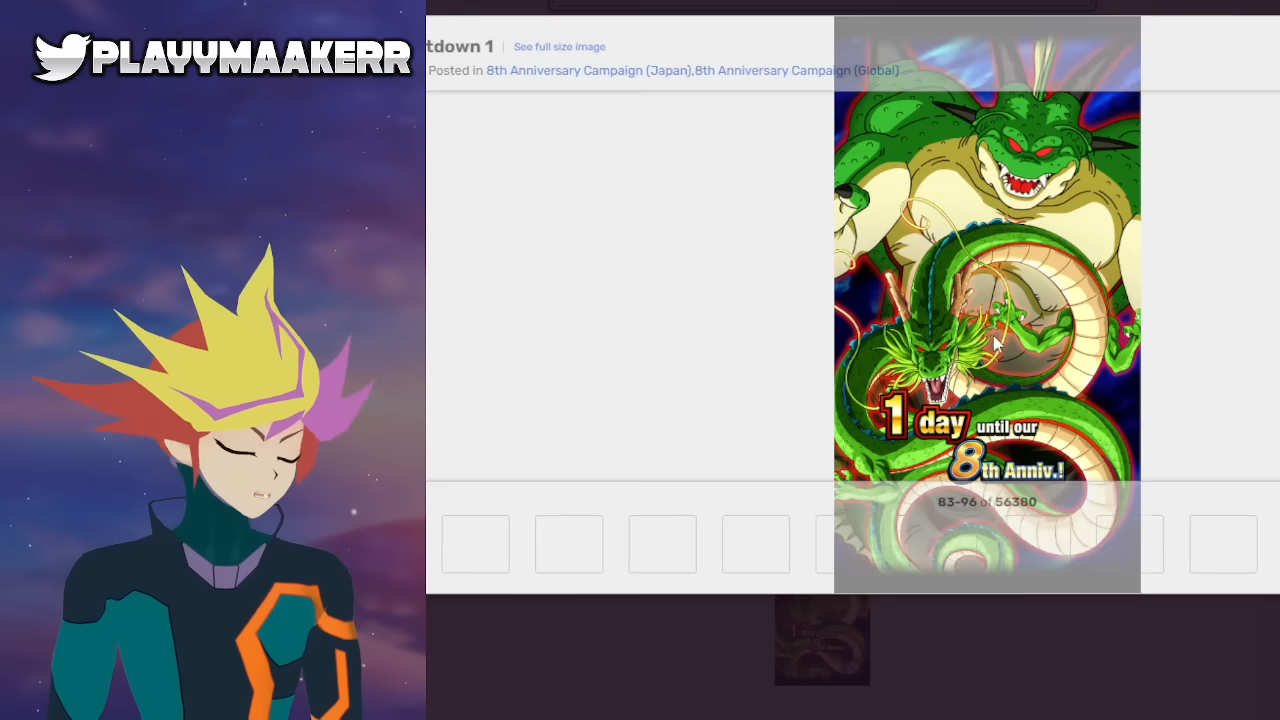 PLAYYMAAKERR
tdown 1 See full size image
Posted in 8th Anniversary Campaign (Japan),8th Anniversary Campaign (Global)
1 day until our
8th Anniv.!
83-96 of 56380